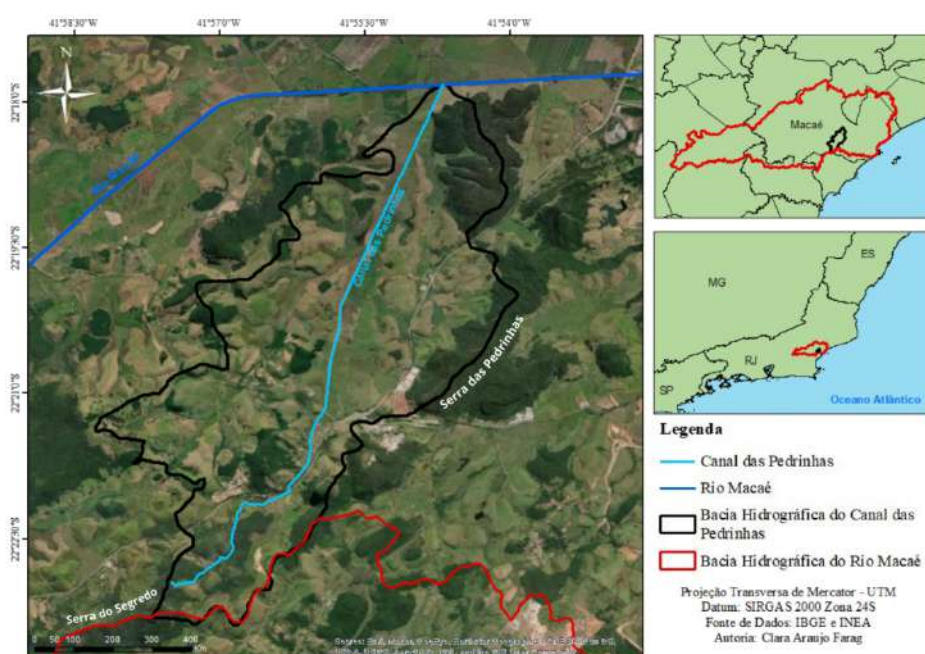 41°58'30"W 41°57'0"W 41°55'30"W 41°54'0"W
N
22°18'0"S
22°19'30"S
22°21'0"S
22°22'30"S
Canal das Pedrinhas
Serra das Pedrinhas
Serra do Segredo
0 50 100 200 300 400
Km
Macaé
MG
ES
RJ
SP
Oceano Atlântico
Legenda
Canal das Pedrinhas
Rio Macaé
Bacia Hidrográfica do Canal das
Pedrinhas
Bacia Hidrográfica do Rio Macaé
Projeção Transversa de Mercator - UTM
Datum: SIRGAS 2000 Zona 24S
Fonte de Dados: IBGE e INEA
Autoria: Clara Araujo Farag